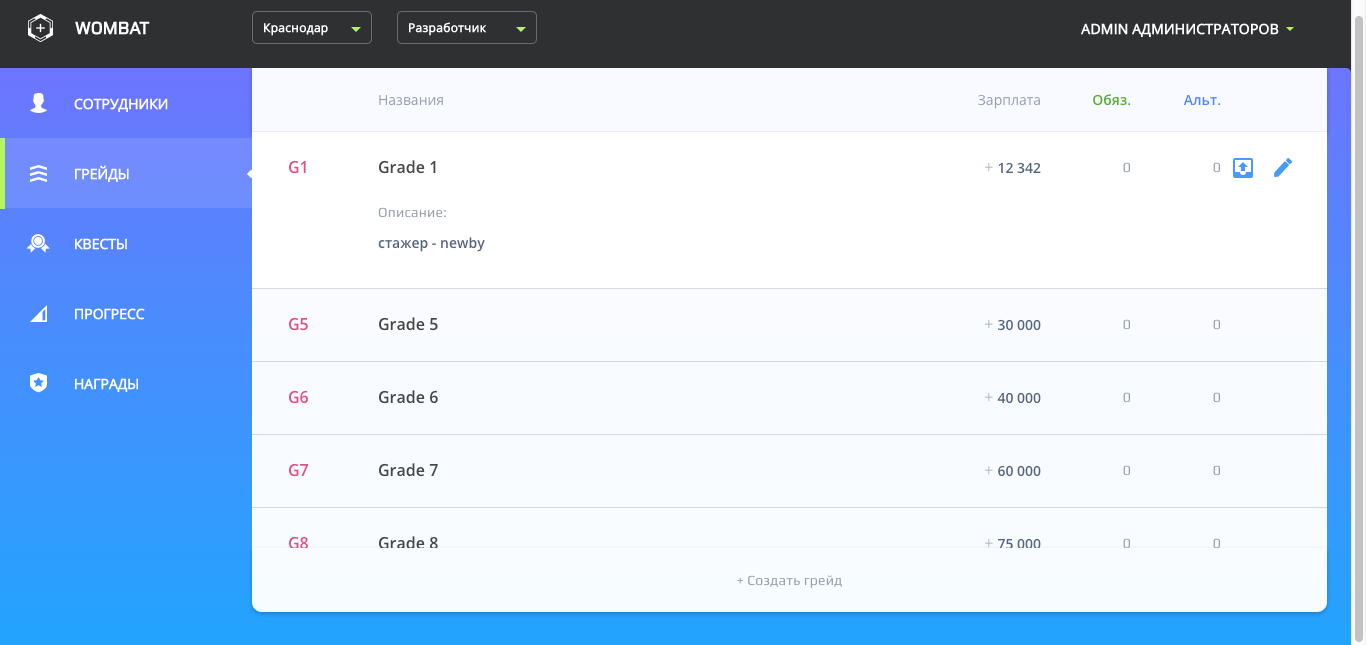 WOMBAT
Краснодар
Разработчик
ADMIN АДМИНИСТРАТОРОВ
СОТРУДНИКИ
ГРЕЙДЫ
КВЕСТЫ
ПРОГРЕСС
НАГРАДЫ
Названия Зарплата Обяз. Альт.
G1 Grade 1 + 12 342 0 0
Описание:
стажер - newby
G5 Grade 5 + 30 000 0 0
G6 Grade 6 + 40 000 0 0
G7 Grade 7 + 60 000 0 0
G8 Grade 8 + 75 000 0 0
+ Создать грейд